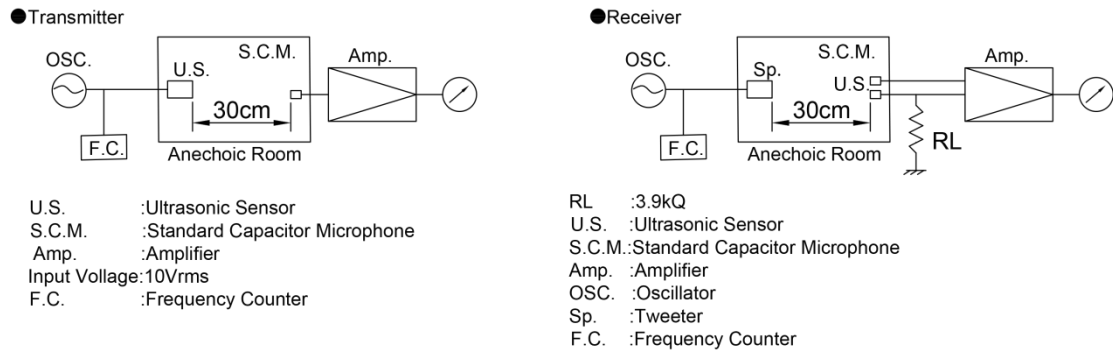 ●Transmitter
OSC.
S.C.M.
Amp.
U.S.
30cm
F.C.
Anechoic Room
U.S. :Ultrasonic Sensor
S.C.M. :Standard Capacitor Microphone
Amp. :Amplifier
Input Vollage:10Vrms
F.C. :Frequency Counter
●Receiver
OSC.
S.C.M.
Amp.
Sp.
U.S.
30cm
F.C.
RL
Anechoic Room
RL :3.9kQ
U.S. :Ultrasonic Sensor
S.C.M.:Standard Capacitor Microphone
Amp. :Amplifier
OSC. :Oscillator
Sp. :Tweeter
F.C. :Frequency Counter